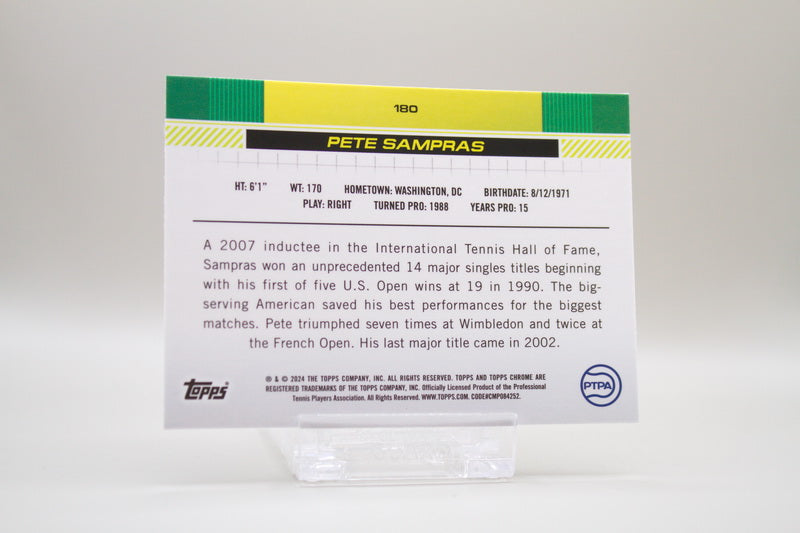 180
PETE SAMPRAS
HT: 6'1" WT: 170 HOMETOWN: WASHINGTON, DC BIRTHDATE: 8/12/1971
PLAY: RIGHT TURNED PRO: 1988 YEARS PRO: 15
A 2007 inductee in the International Tennis Hall of Fame,
Sampras won an unprecedented 14 major singles titles beginning
with his first of five U.S. Open wins at 19 in 1990. The big-
serving American saved his best performances for the biggest
matches. Pete triumphed seven times at Wimbledon and twice at
the French Open. His last major title came in 2002.
topps®
® & © 2024 THE TOPPS COMPANY, INC. ALL RIGHTS RESERVED. TOPPS AND TOPPS CHROME ARE
REGISTERED TRADEMARKS OF THE TOPPS COMPANY, INC. Officially Licensed Product of the Professional
Tennis Players Association. All Rights Reserved. WWW.TOPPS.COM. CODE#CMP084252.
PTPA